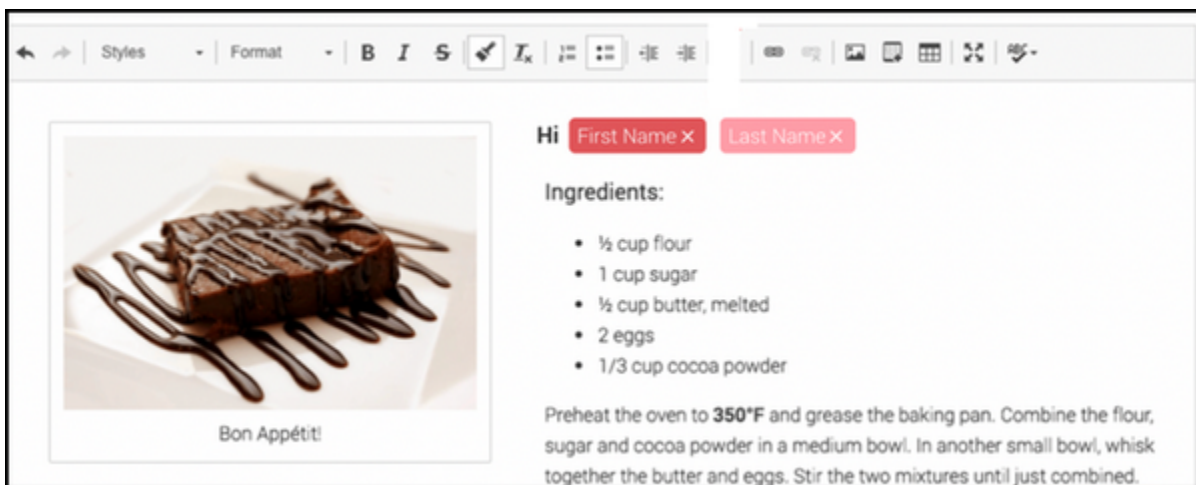 Styles Format B I S Tx ABC
Hi First Name × Last Name ×
Ingredients:
• ½ cup flour
• 1 cup sugar
• ½ cup butter, melted
• 2 eggs
• 1/3 cup cocoa powder
Preheat the oven to 350°F and grease the baking pan. Combine the flour,
sugar and cocoa powder in a medium bowl. In another small bowl, whisk
together the butter and eggs. Stir the two mixtures until just combined.
Bon Appétit!